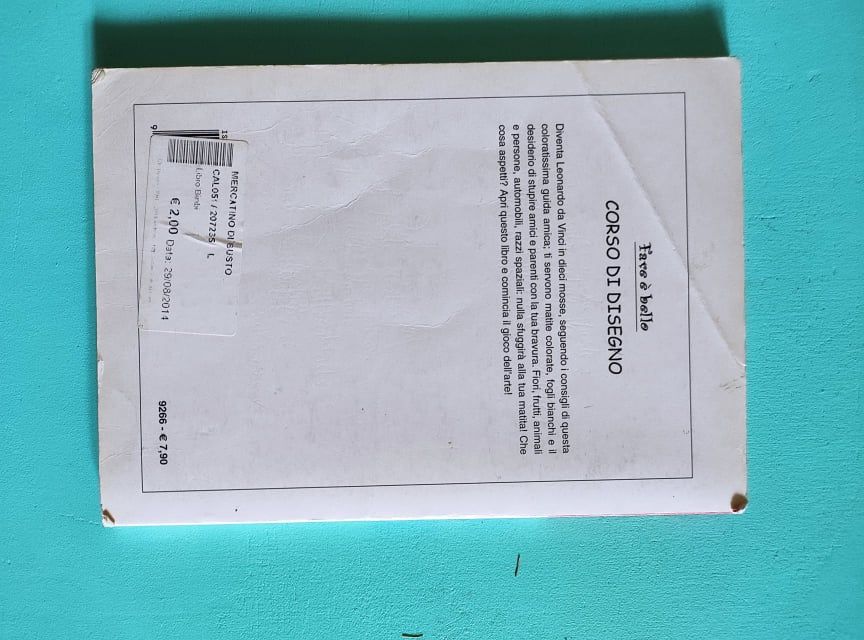 Fare è bello
CORSO DI DISEGNO
Diventa Leonardo da Vinci in dieci mosse, seguendo i consigli di questa
coloratissima guida amica; ti servono matite colorate, fogli bianchi e il
desiderio di stupire amici e parenti con la tua bravura. Fiori, frutti, animali
e persone, automobili, razzi spaziali: nulla sfuggirà alla tua matita! Che
cosa aspetti? Apri questo libro e comincia il gioco dell'arte!
MERCATINO DI BUSTO
CAL051 / 207235 L
Libro Bimbi
€ 2,00 Data: 29/08/2014
9266 - € 7,90
IS
9